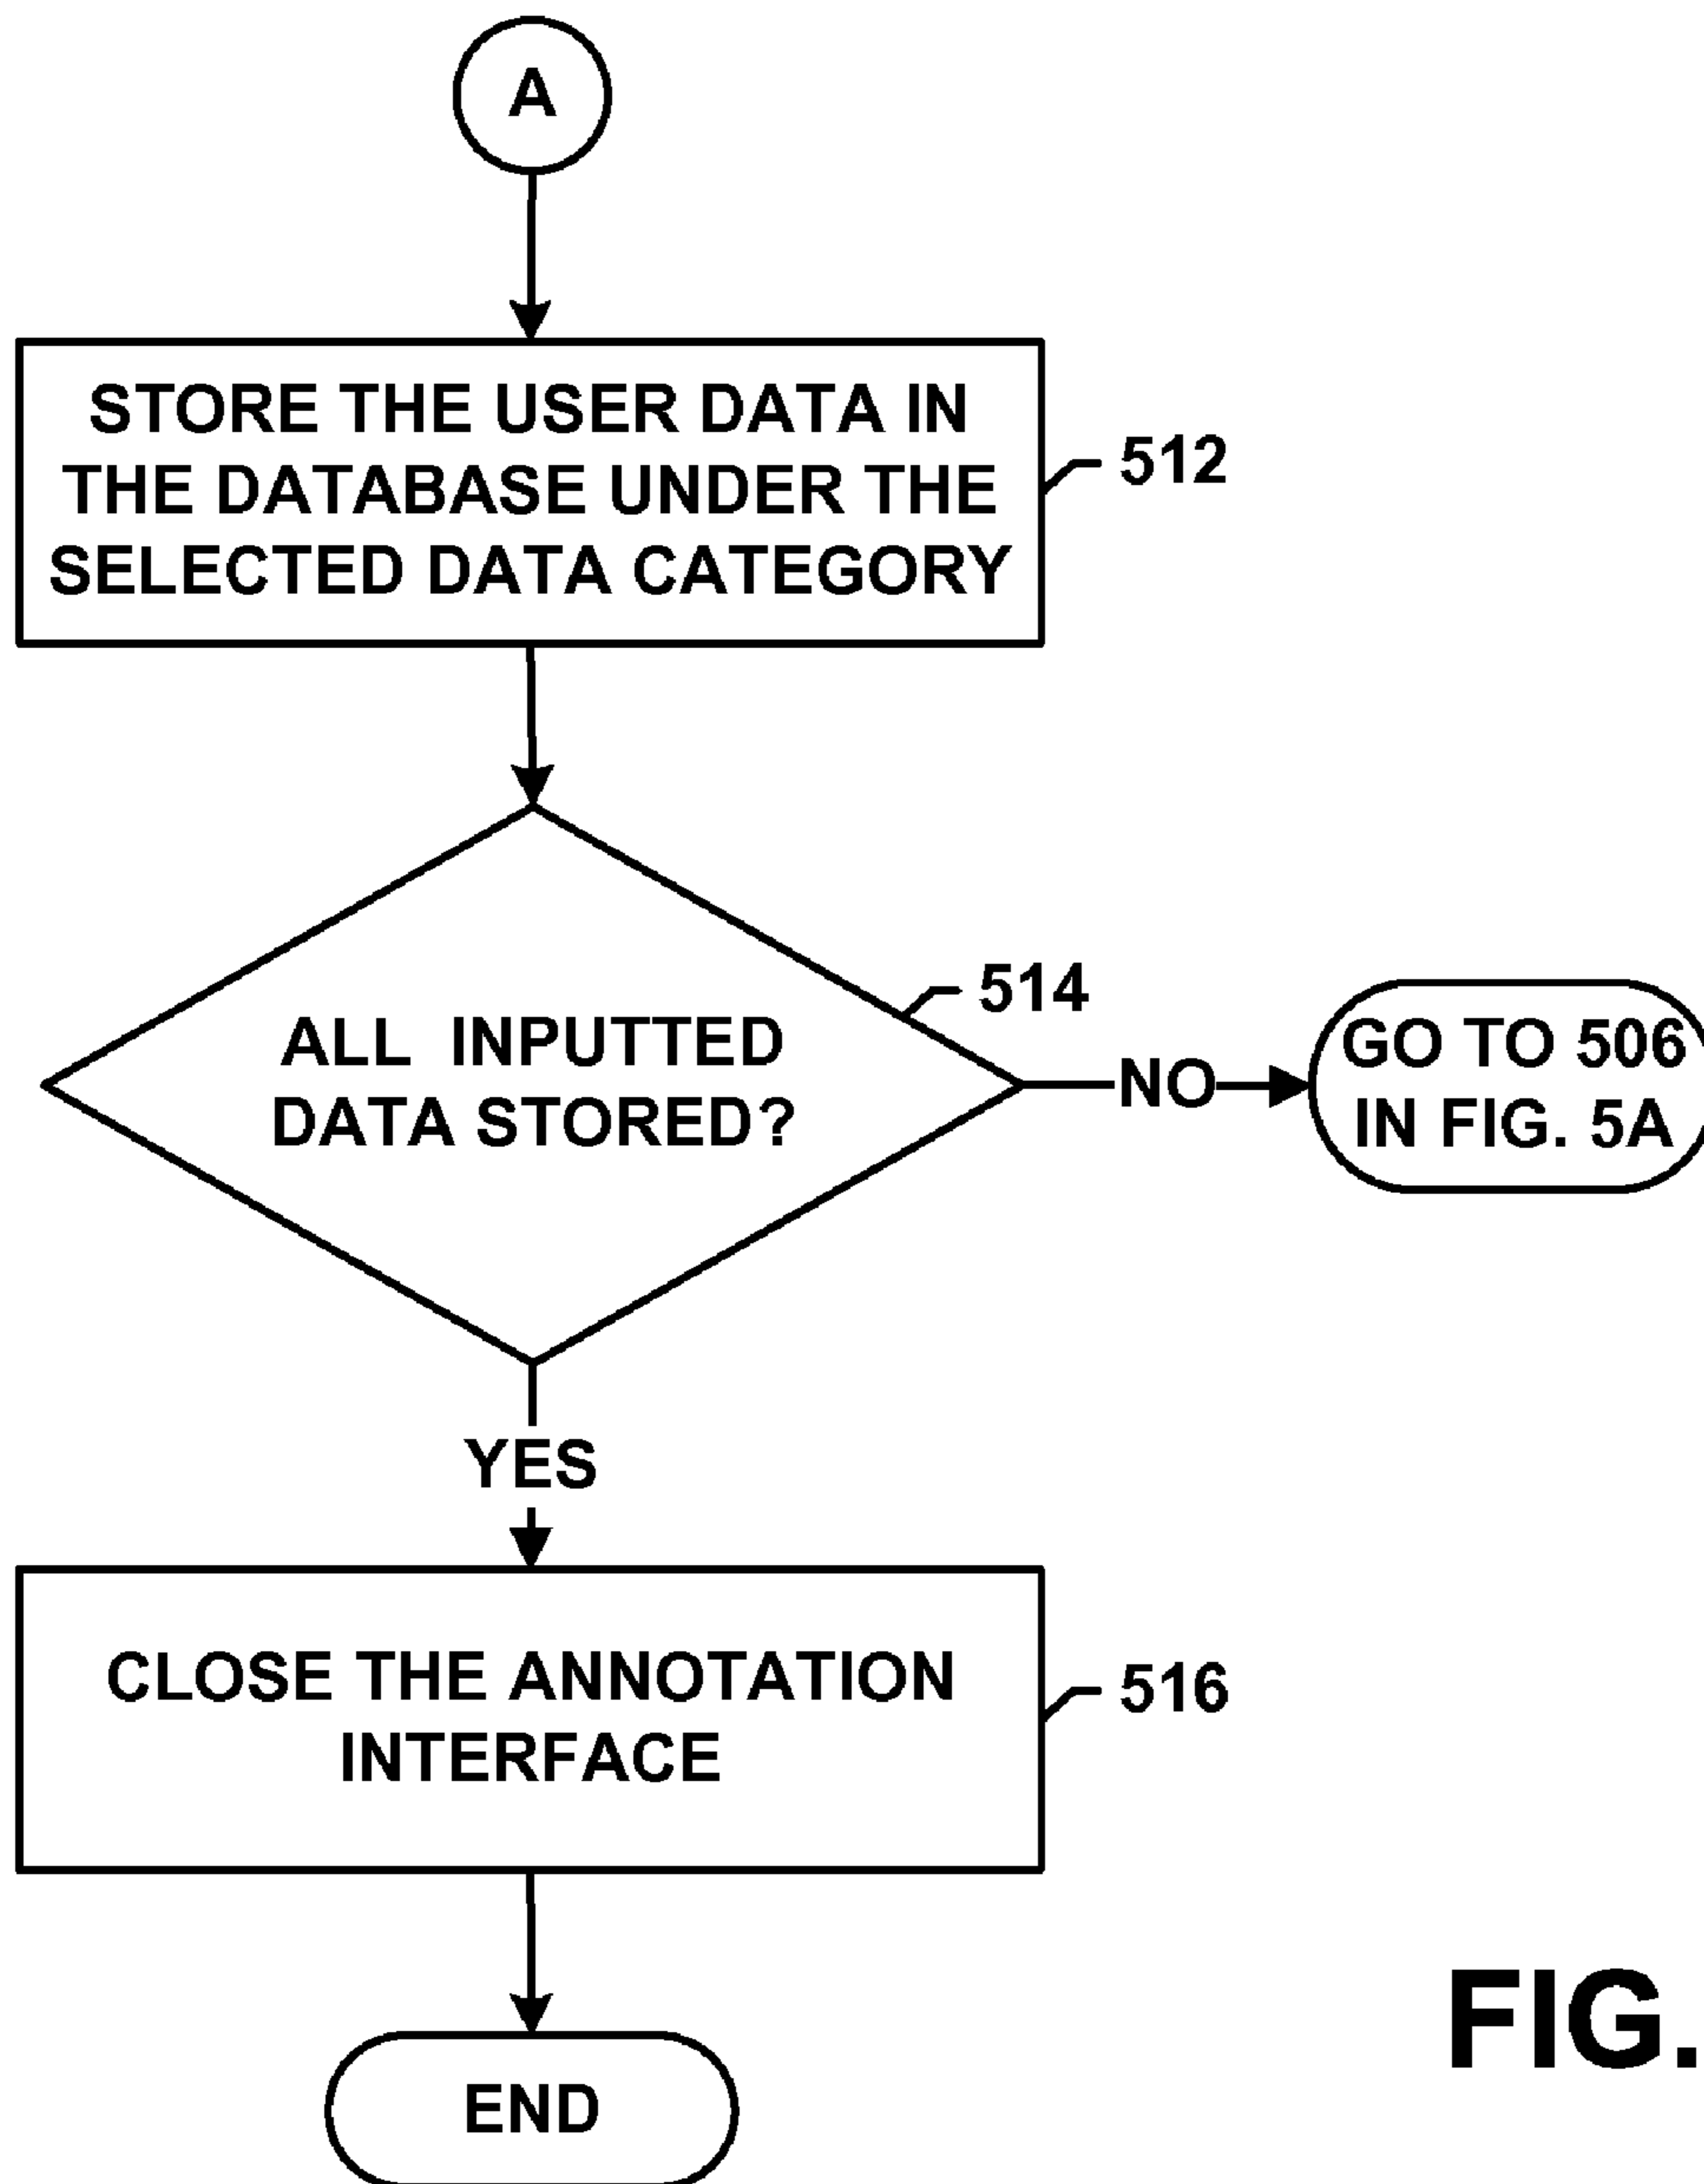 A
STORE THE USER DATA IN
THE DATABASE UNDER THE
SELECTED DATA CATEGORY
512
514
ALL INPUTTED
DATA STORED?
NO
GO TO 506
IN FIG. 5A
YES
CLOSE THE ANNOTATION
INTERFACE
516
END
FIG.